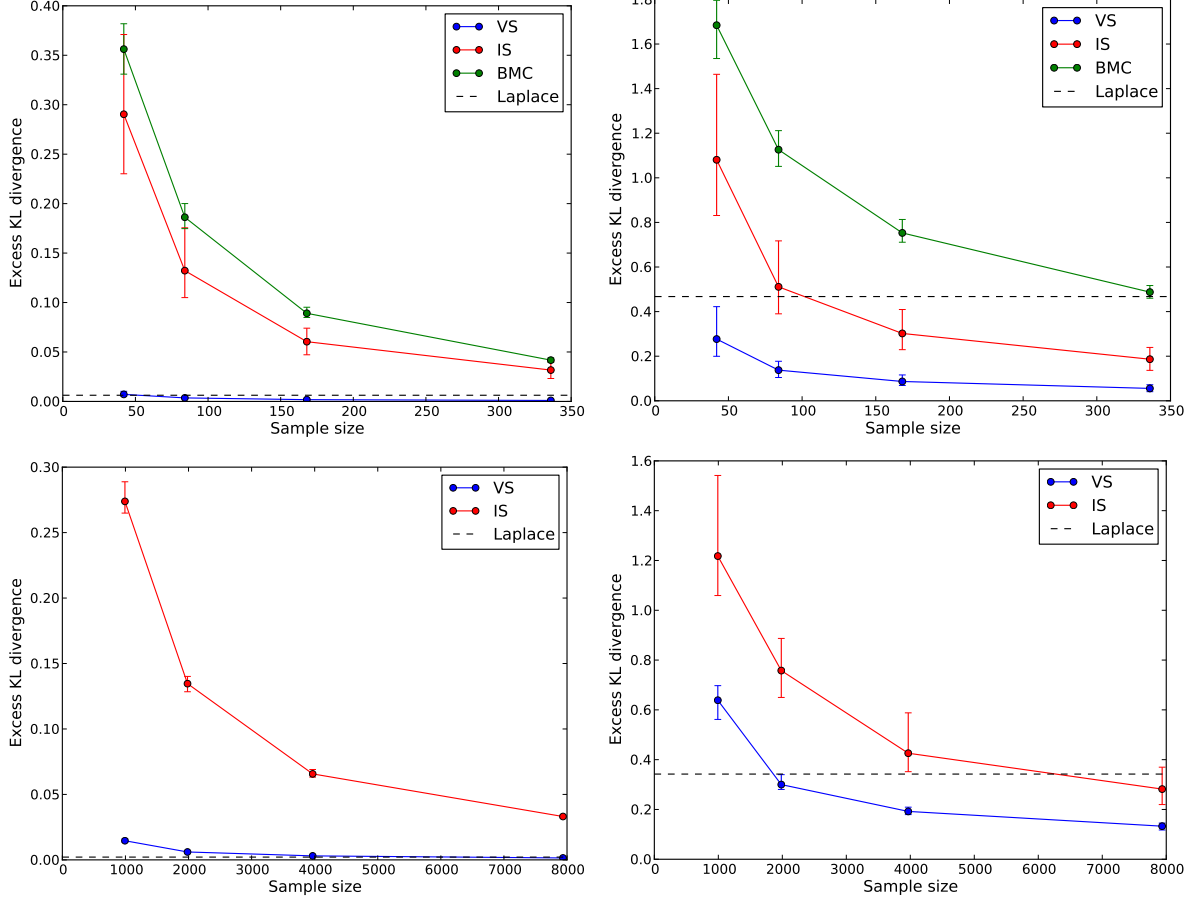 0.40
0.35
0.30
0.25
0.20
0.15
0.10
0.05
0.00
Excess KL divergence
0 50 100 150 200 250 300 350
Sample size
VS
IS
BMC
Laplace
1.8
1.6
1.4
1.2
1.0
0.8
0.6
0.4
0.2
0.0
Excess KL divergence
0 50 100 150 200 250 300 350
Sample size
VS
IS
BMC
Laplace
0.30
0.25
0.20
0.15
0.10
0.05
0.00
Excess KL divergence
0 1000 2000 3000 4000 5000 6000 7000 8000
Sample size
VS
IS
Laplace
1.6
1.4
1.2
1.0
0.8
0.6
0.4
0.2
0.0
Excess KL divergence
0 1000 2000 3000 4000 5000 6000 7000 8000
Sample size
VS
IS
Laplace